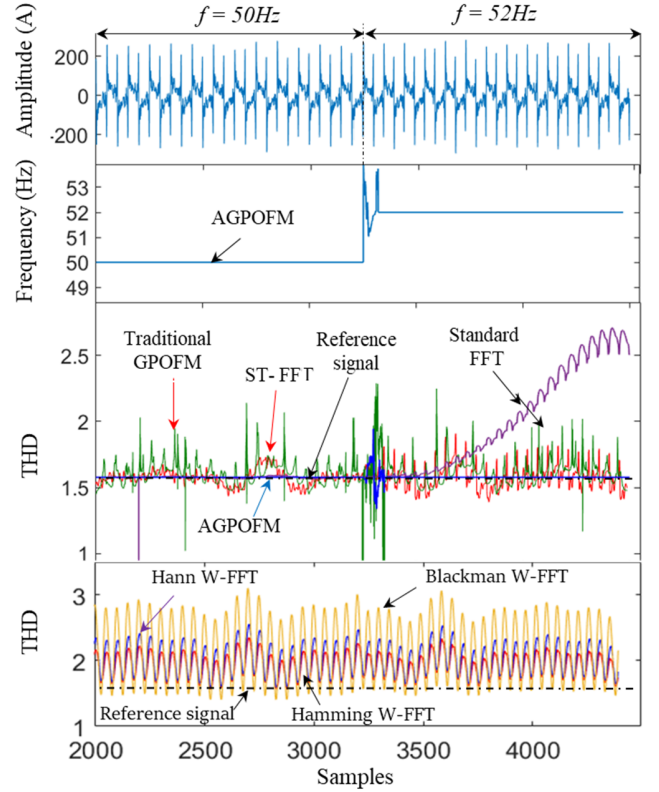 f = 50Hz
f = 52Hz
Amplitude (A)
200
0
-200
Frequency (Hz)
53
52
51
50
49
AGPOFM
THD
2.5
2
1.5
1
Traditional
GPOFM
ST-FFT
Reference
signal
Standard
FFT
AGPOFM
THD
3
2
1
Hann W-FFT
Blackman W-FFT
Reference signal
Hamming W-FFT
2000
2500
3000
3500
4000
Samples